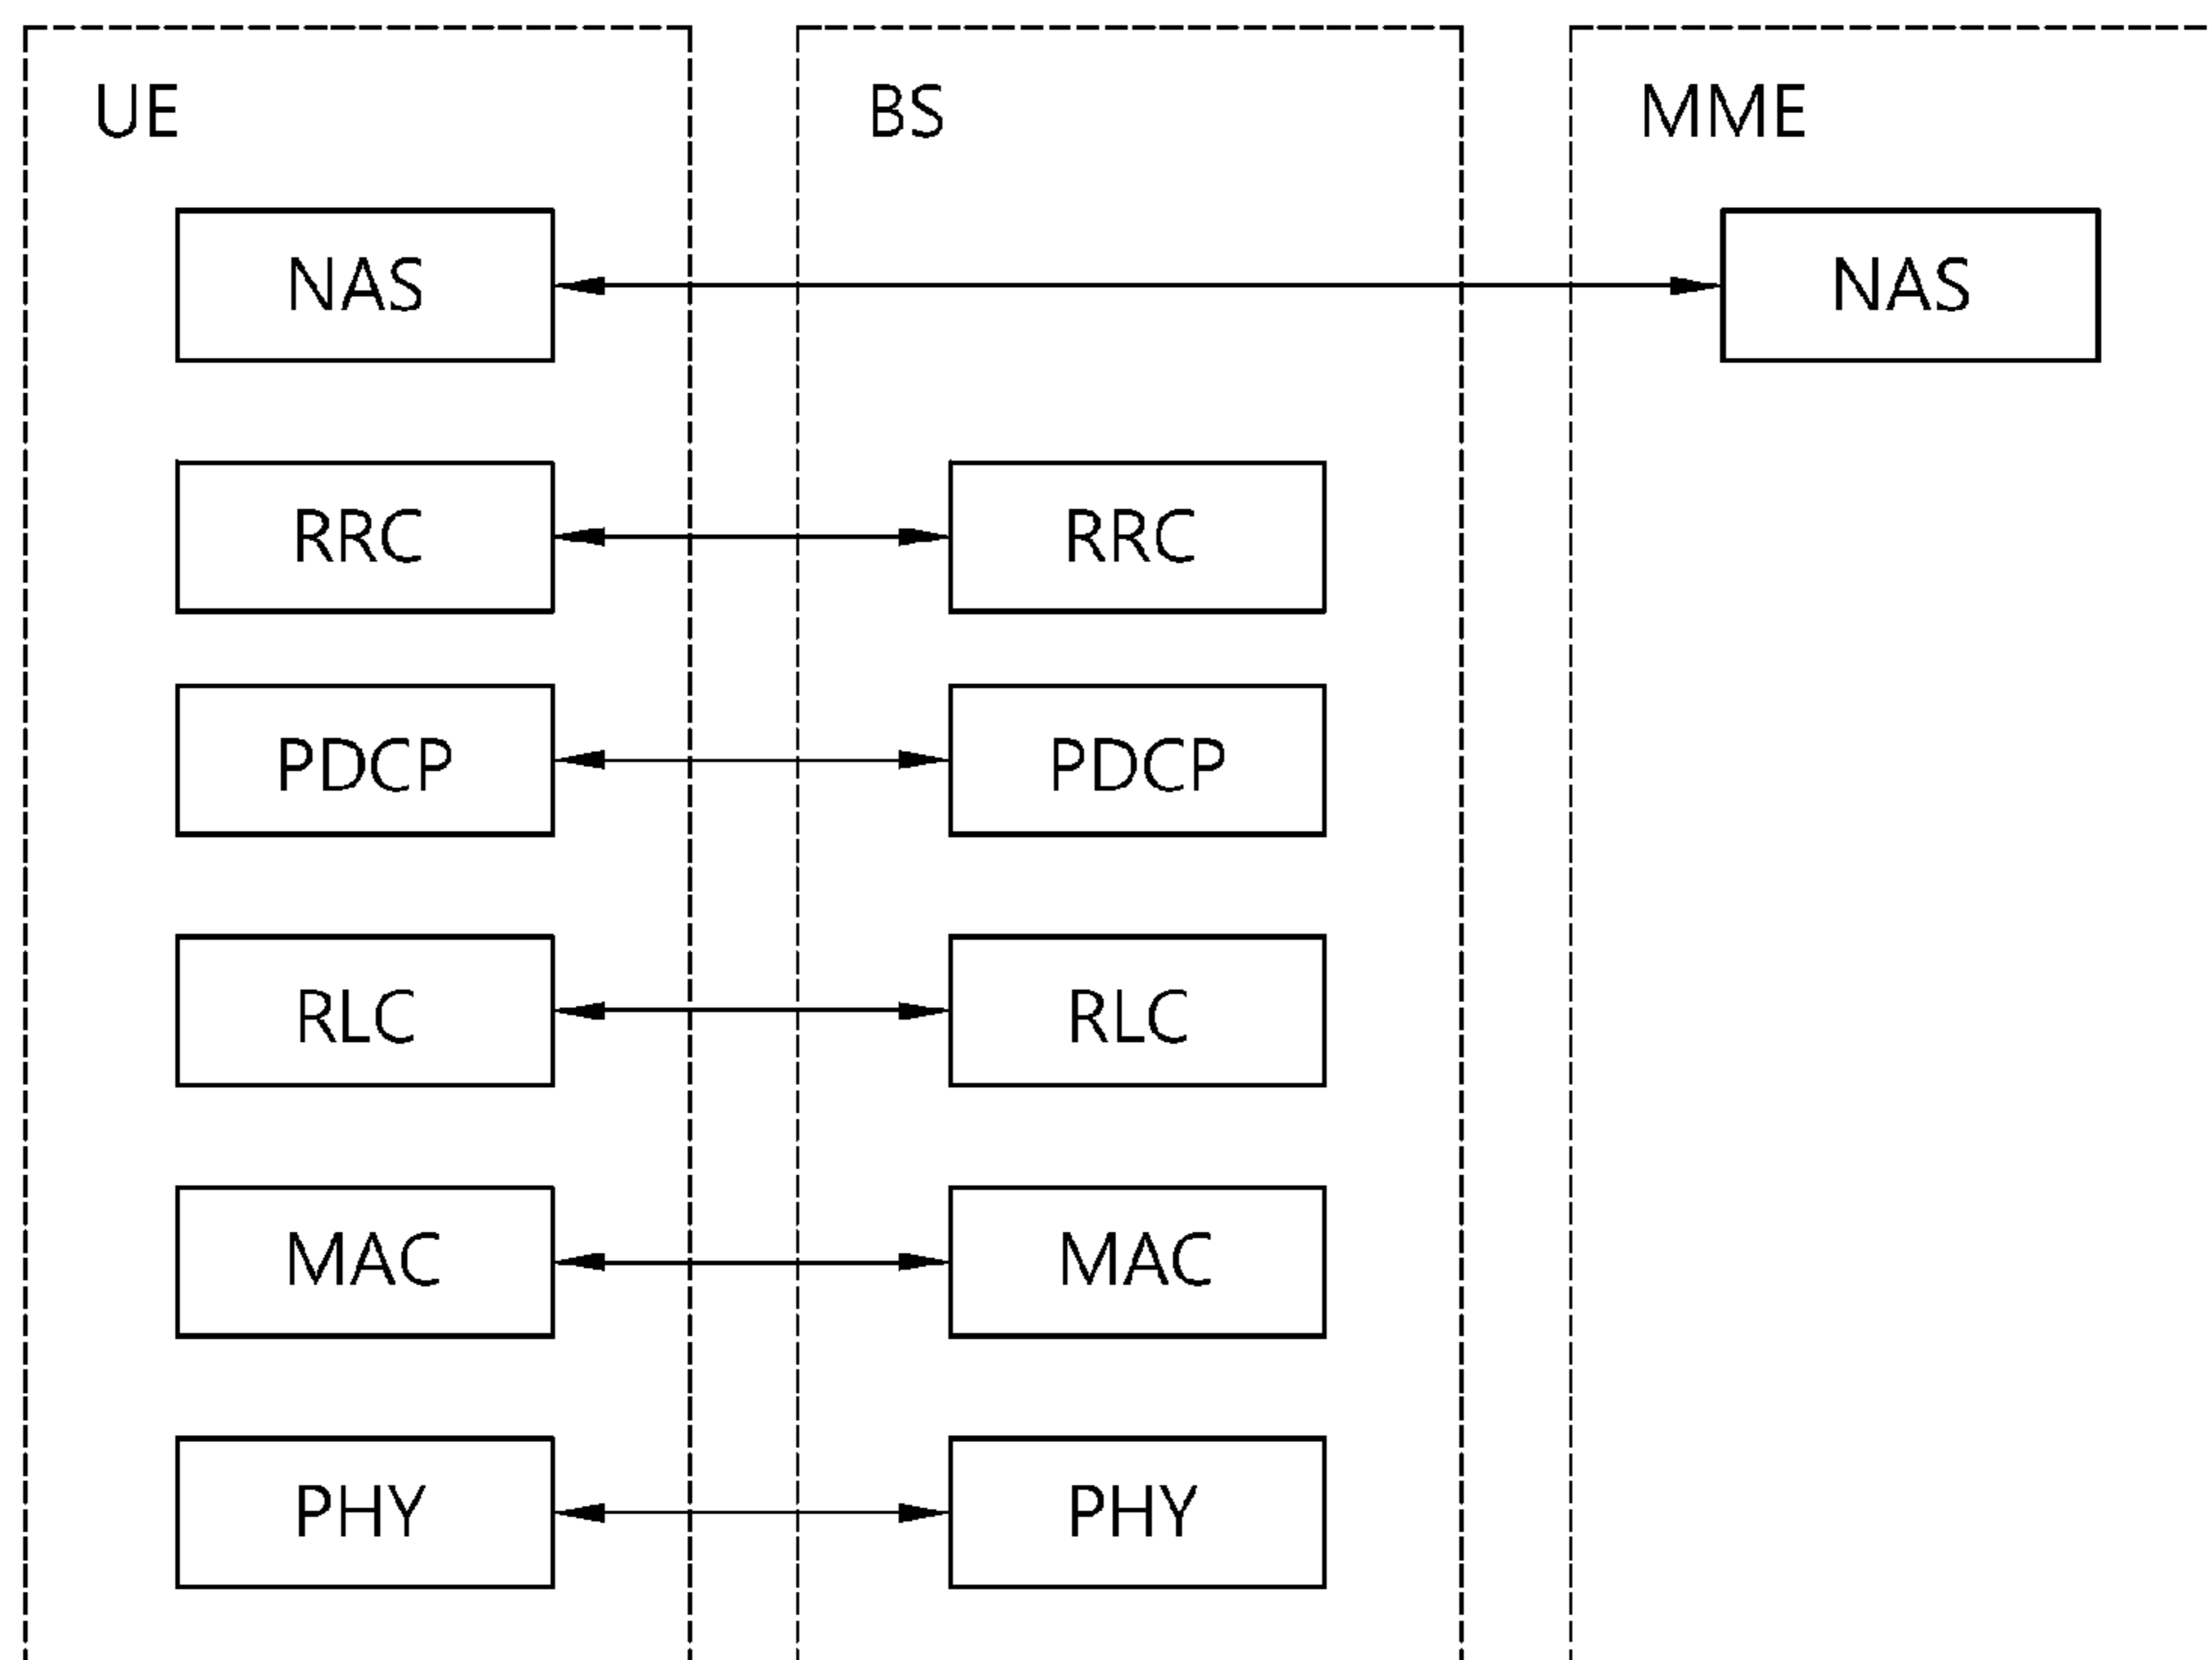 UE BS MME
NAS NAS
RRC RRC
PDCP PDCP
RLC RLC
MAC MAC
PHY PHY